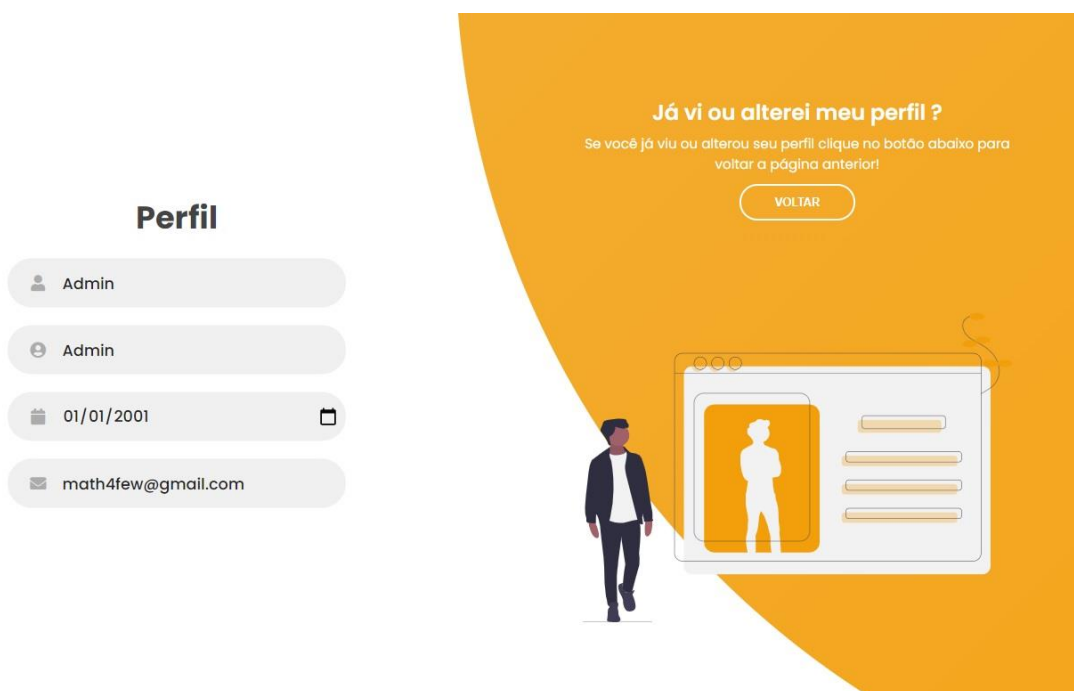 Perfil
Admin
Admin
01/01/2001
math4few@gmail.com
Já vi ou alterei meu perfil ?
Se você já viu ou alterou seu perfil clique no botão abaixo para
voltar a página anterior!
VOLTAR